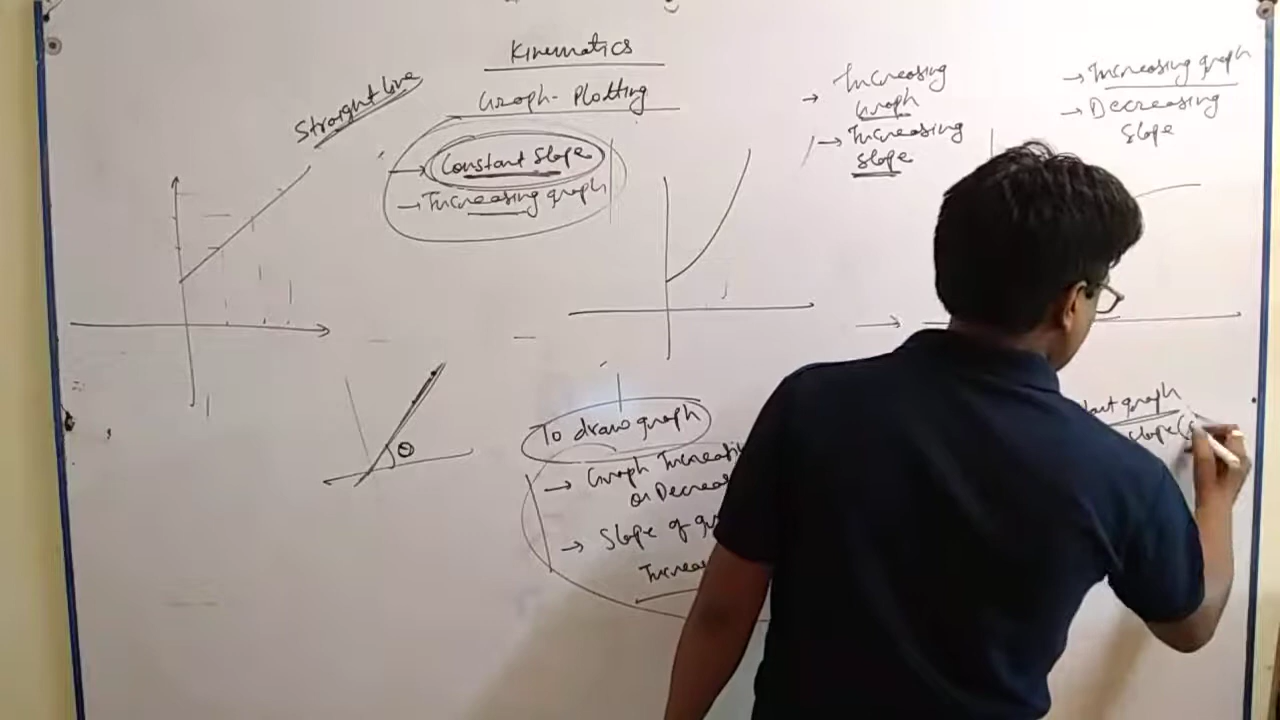 Kinematics
Graph-Plotting
Straight line
→ Constant Slope
→ Increasing graph
→ Increasing
Graph
→ Increasing
Slope
→ Increasing graph
→ Decreasing
Slope
θ
To draw graph
→ Graph Increasi
or Decreas
→ Slope of gr
Increas
graph
slope(